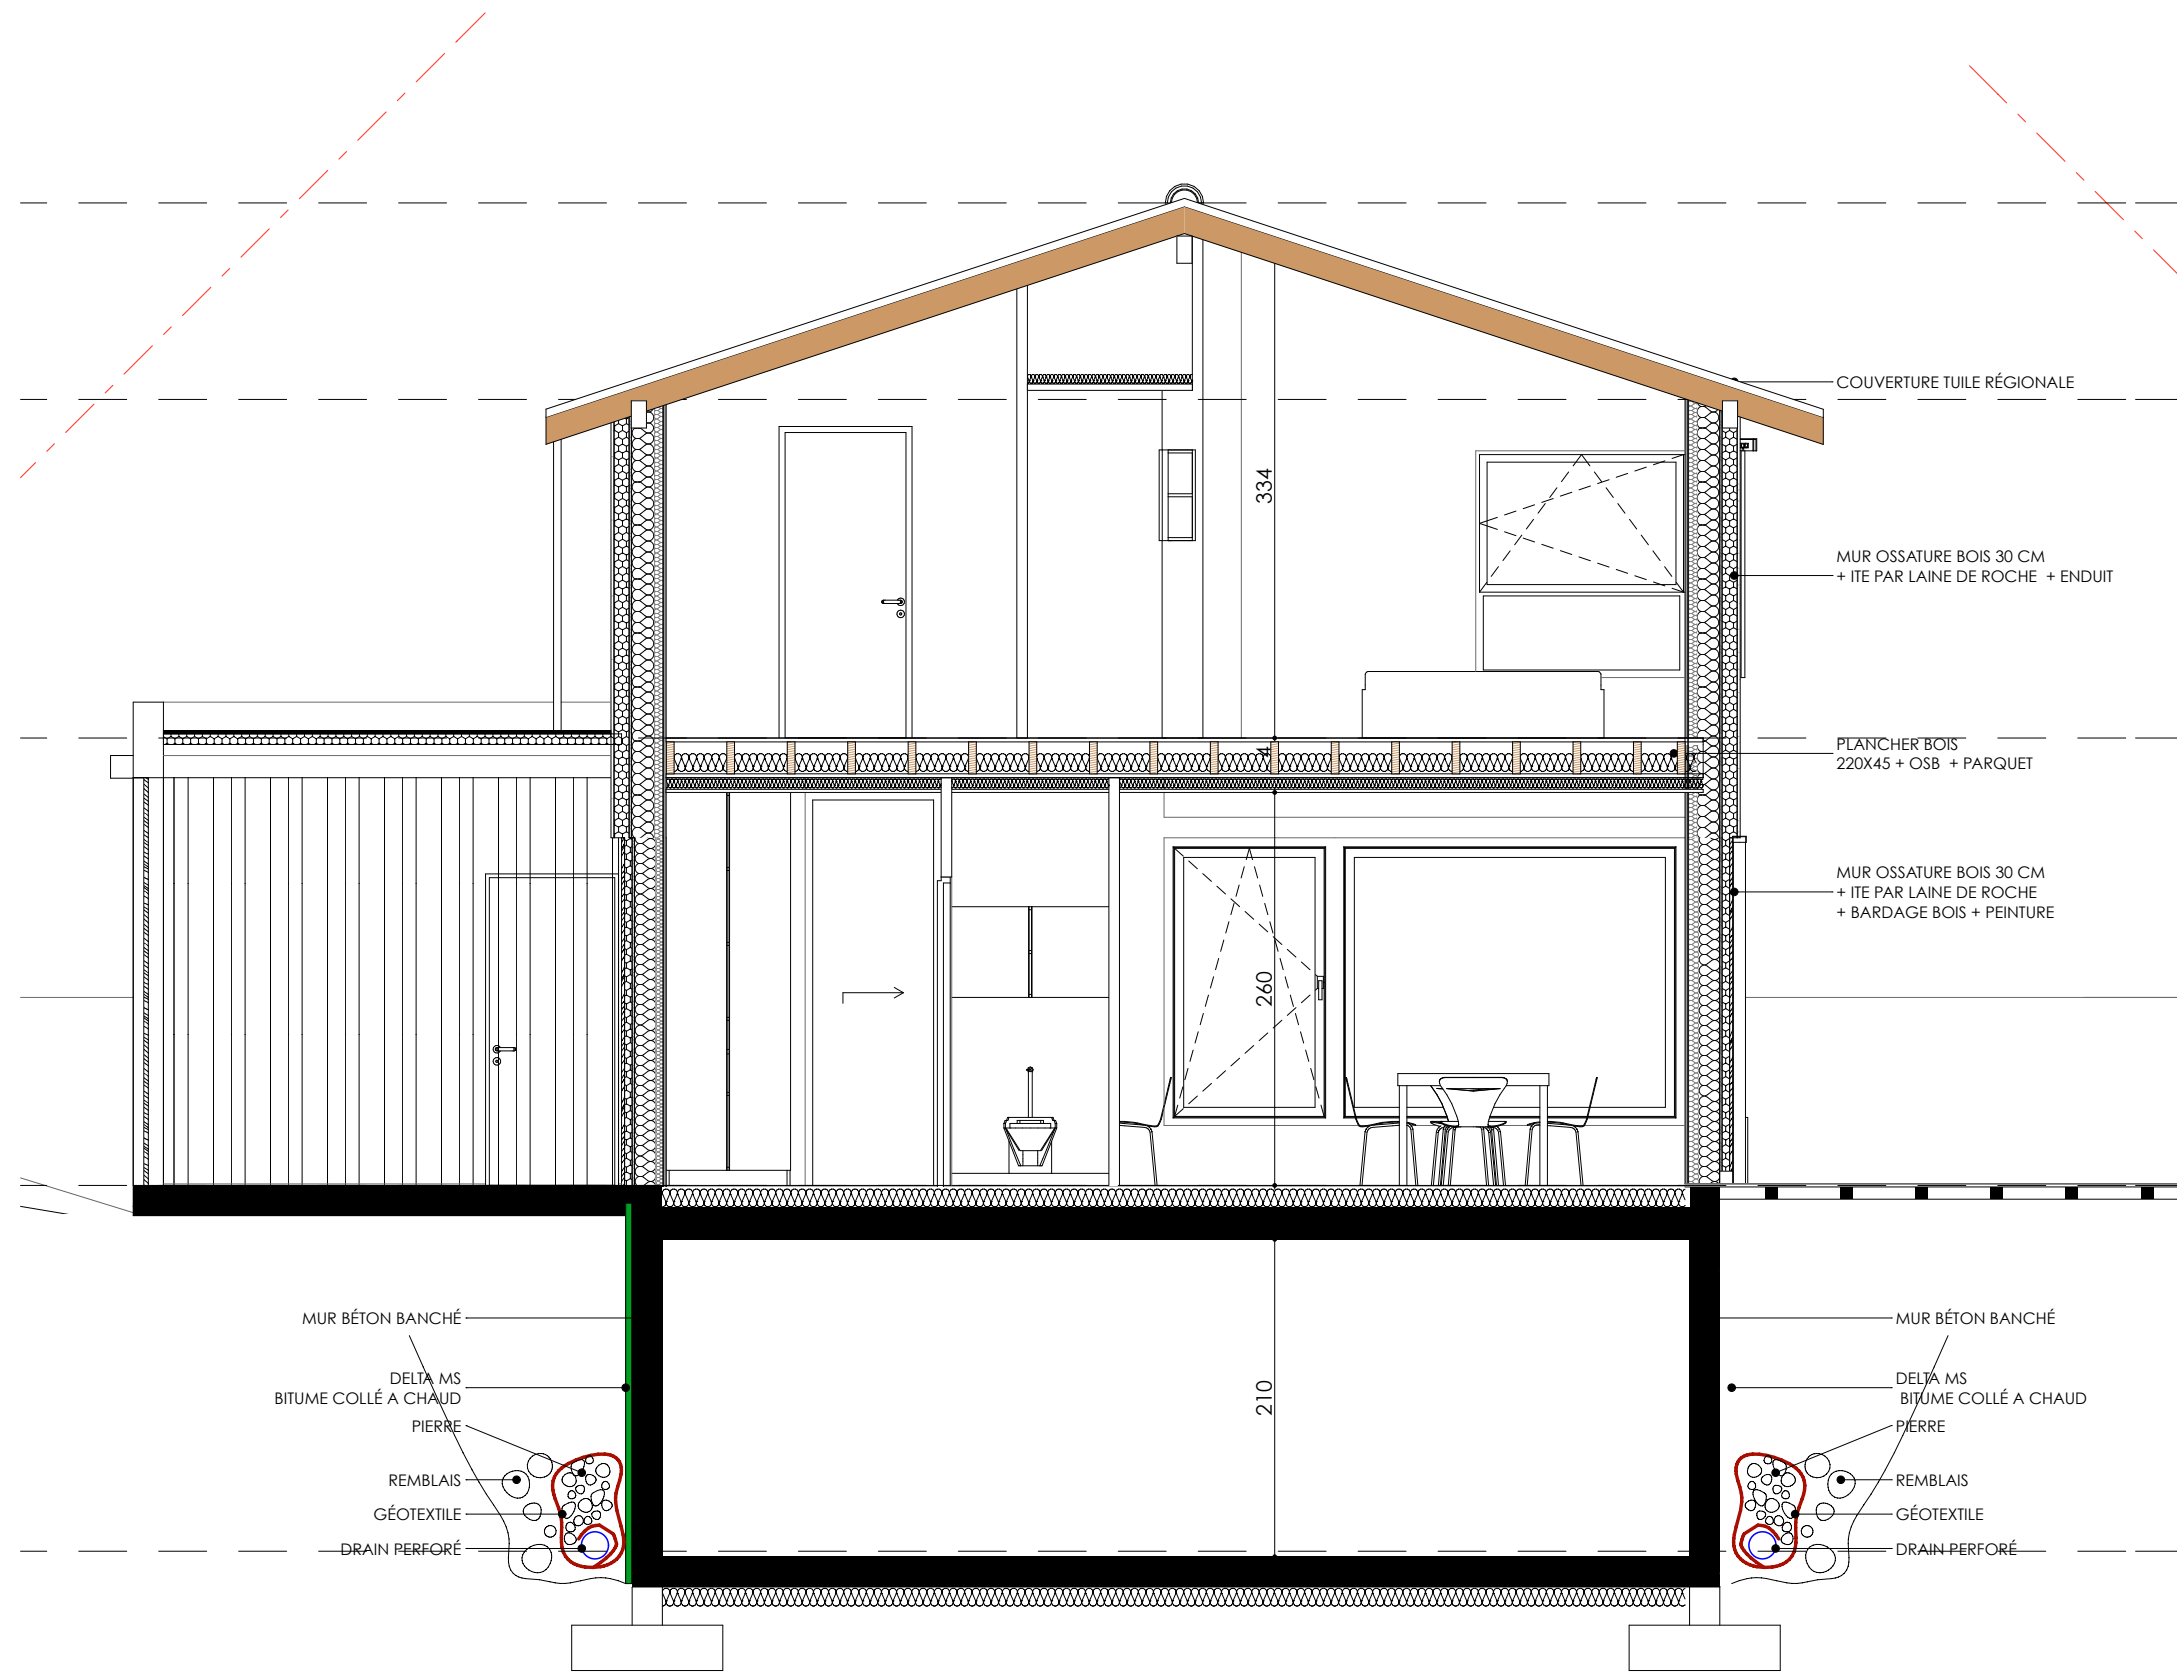 COUVERTURE TUILE RÉGIONALE
334
MUR OSSATURE BOIS 30 CM
+ ITE PAR LAINE DE ROCHE + ENDUIT
4
PLANCHER BOIS
220X45 + OSB + PARQUET
MUR OSSATURE BOIS 30 CM
+ ITE PAR LAINE DE ROCHE
+ BARDAGE BOIS + PEINTURE
260
MUR BÉTON BANCHÉ
DELTA MS
BITUME COLLÉ A CHAUD
PIERRE
REMBLAIS
GÉOTEXTILE
DRAIN PERFORÉ
210
MUR BÉTON BANCHÉ
DELTA MS
BITUME COLLÉ A CHAUD
PIERRE
REMBLAIS
GÉOTEXTILE
DRAIN PERFORÉ